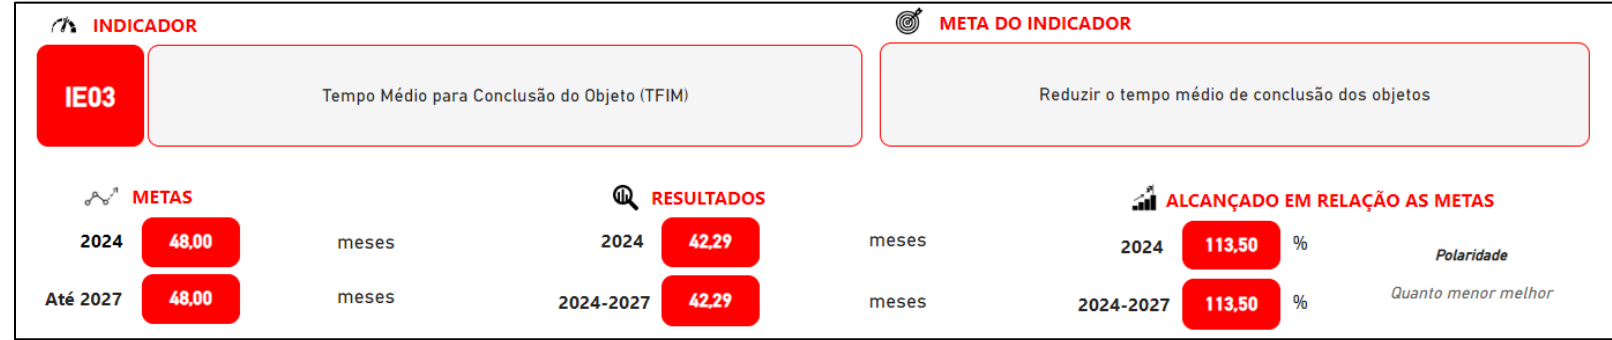 INDICADOR
META DO INDICADOR
IE03
Tempo Médio para Conclusão do Objeto (TFIM)
Reduzir o tempo médio de conclusão dos objetos
METAS
RESULTADOS
ALCANÇADO EM RELAÇÃO AS METAS
2024 48,00 meses
2024 42,29 meses
2024 113,50 %
Polaridade
Até 2027 48,00 meses
2024-2027 42,29 meses
2024-2027 113,50 %
Quanto menor melhor